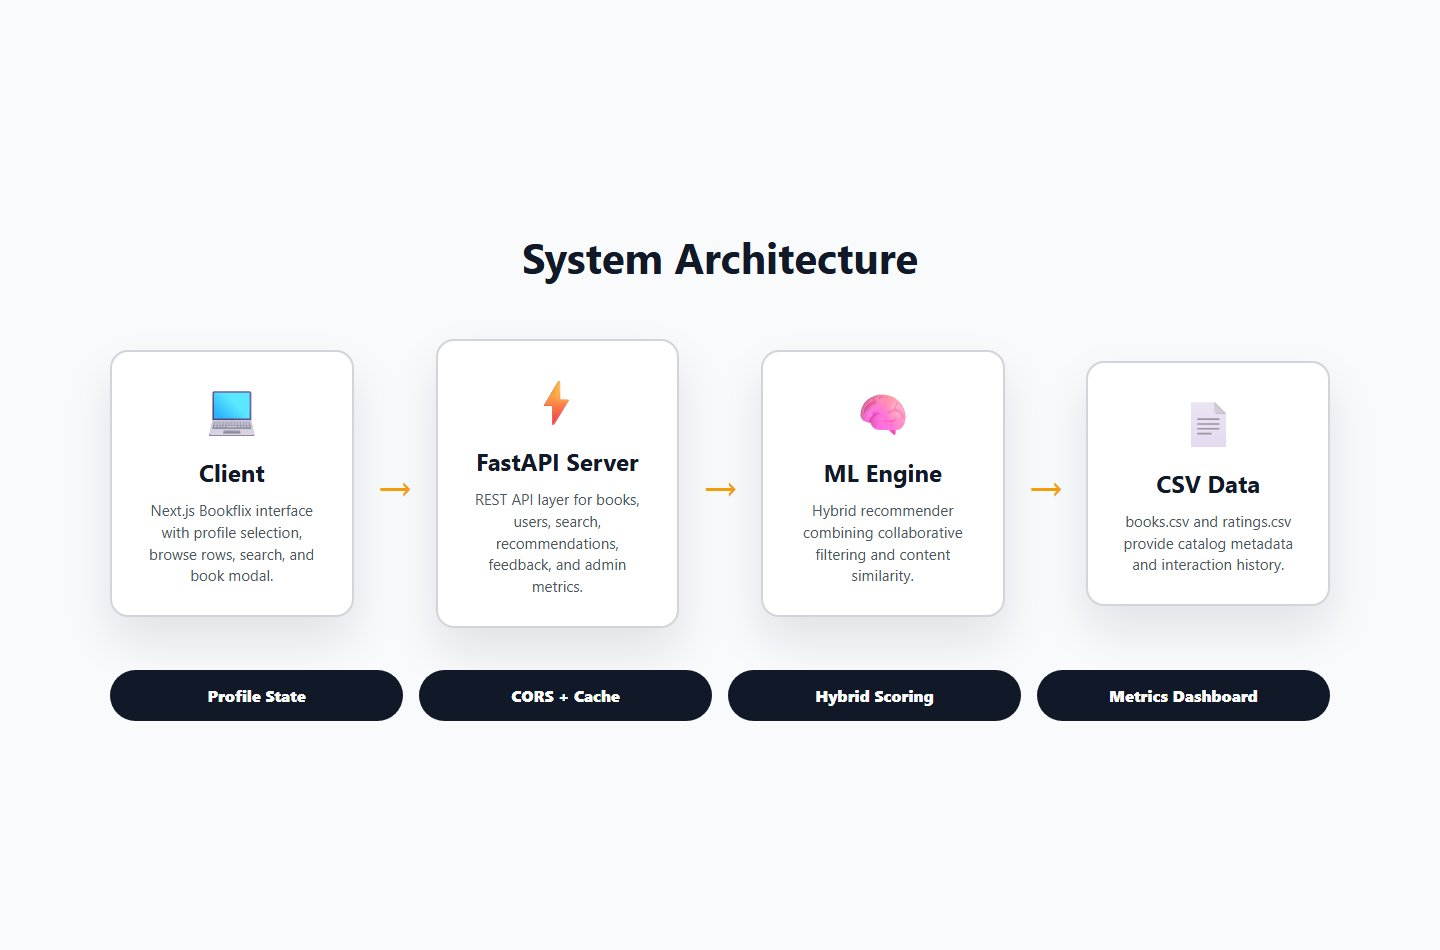 System Architecture
Client
Next.js Bookflix interface
with profile selection,
browse rows, search, and
book modal.
→
FastAPI Server
REST API layer for books,
users, search,
recommendations,
feedback, and admin
metrics.
→
ML Engine
Hybrid recommender
combining collaborative
filtering and content
similarity.
→
CSV Data
books.csv and ratings.csv
provide catalog metadata
and interaction history.
Profile State
CORS + Cache
Hybrid Scoring
Metrics Dashboard